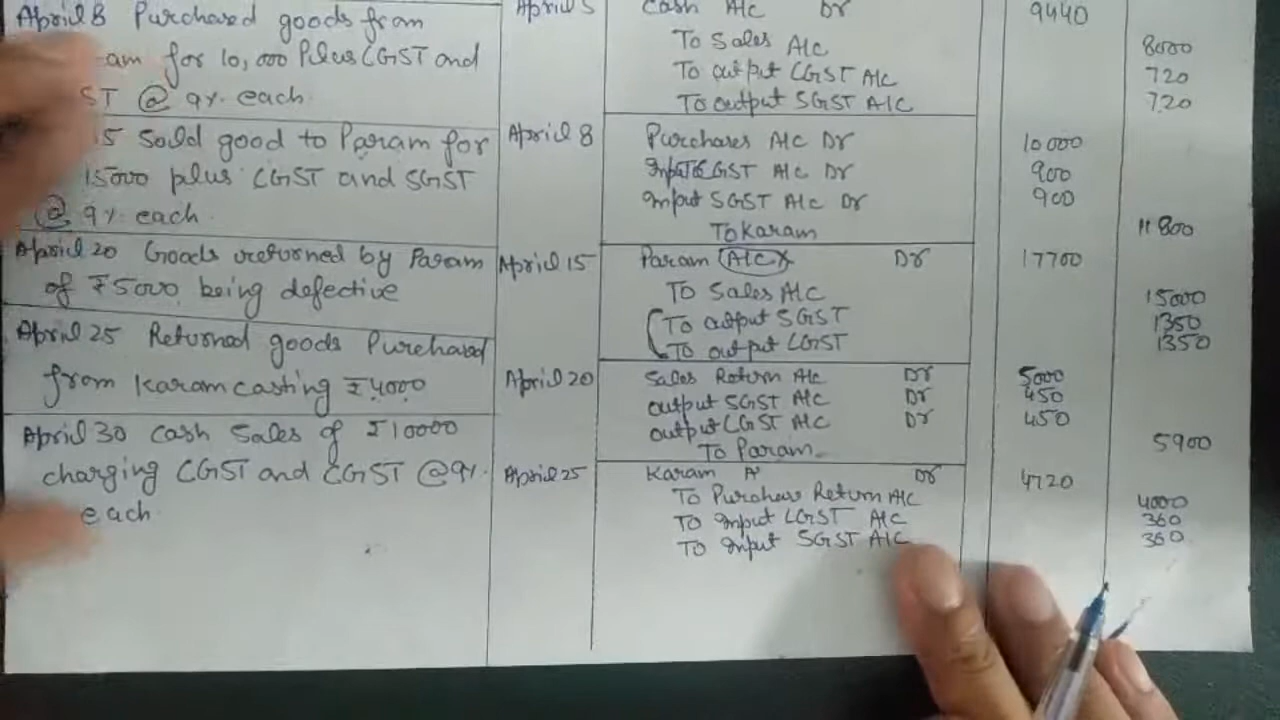 April 8 Purchased goods from
am for 10,000 Plus CGST and
ST @ 9% each.
15 Sold good to Param for
15000 plus CGST and SGST
@ 9% each.
April 20 Goods returned by Param
of ₹5000 being defective
April 25 Returned goods Purchased
from Karam casting ₹4000
April 30 Cash Sales of ₹10000
charging CGST and CGST @9%
each
April 5 Cash A/c Dr 9440
To Sales A/c 8000
To output CGST A/c 720
To output SGST A/c 720
April 8 Purchases A/c Dr 10000
Input CGST A/c Dr 900
Input SGST A/c Dr 900
To Karam 11800
April 15 Param A/c Dr 17700
To Sales A/c 15000
To output SGST 1350
To output CGST 1350
April 20 Sales Return A/c Dr 5000
output SGST A/c Dr 450
output CGST A/c Dr 450
To Param 5900
April 25 Karam A Dr 4720
To Purchase Return A/c 4000
To Input CGST A/c 360
To Input SGST A/c 360